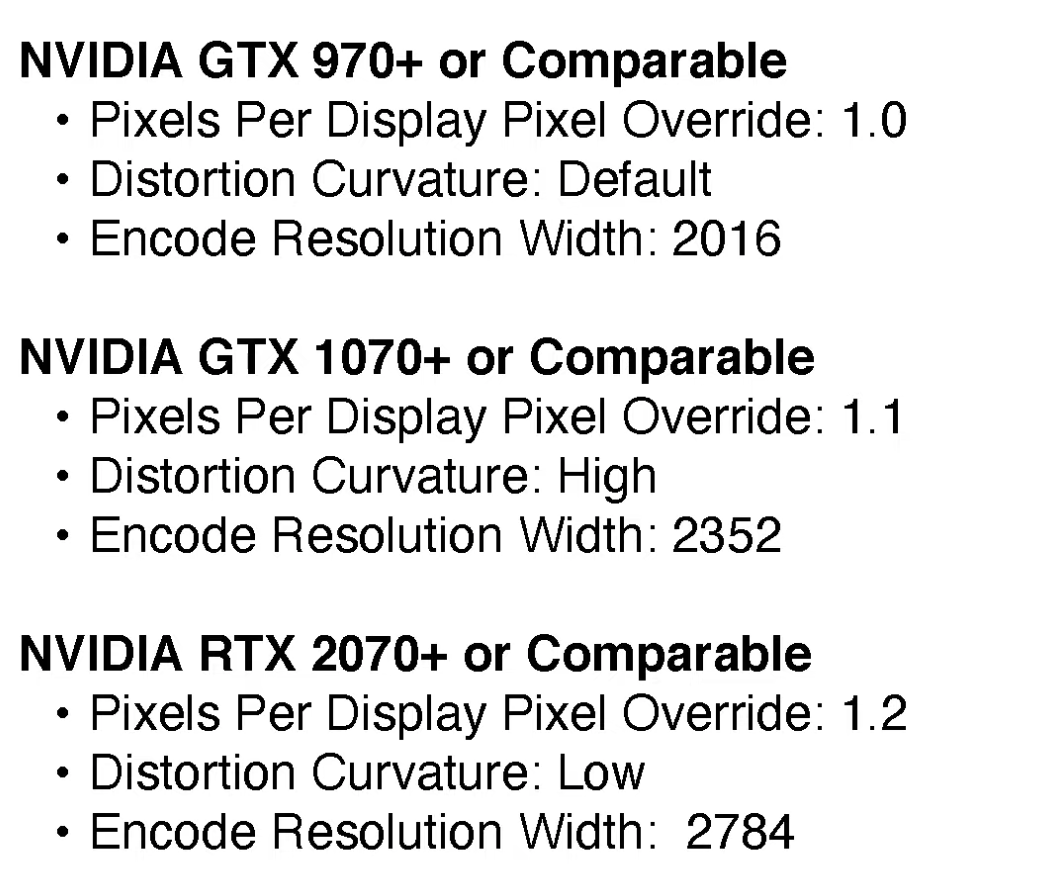 NVIDIA GTX 970+ or Comparable
• Pixels Per Display Pixel Override: 1.0
• Distortion Curvature: Default
• Encode Resolution Width: 2016
NVIDIA GTX 1070+ or Comparable
• Pixels Per Display Pixel Override: 1.1
• Distortion Curvature: High
• Encode Resolution Width: 2352
NVIDIA RTX 2070+ or Comparable
• Pixels Per Display Pixel Override: 1.2
• Distortion Curvature: Low
• Encode Resolution Width:  2784